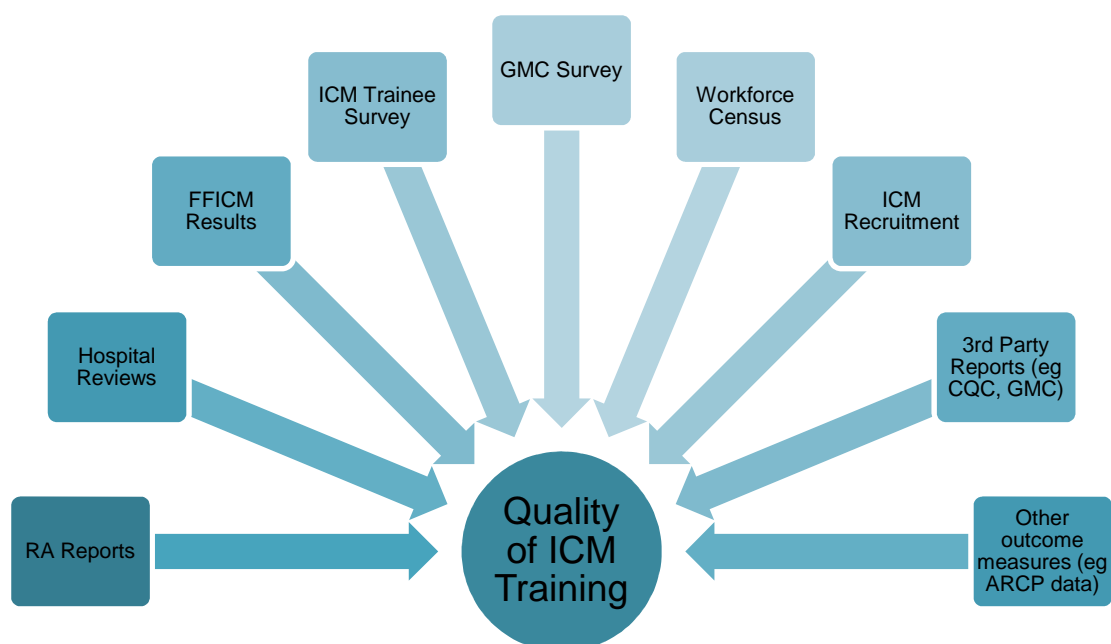 GMC Survey
ICM Trainee
Survey
Workforce
Census
FFICM
Results
ICM
Recruitment
Hospital
Reviews
3rd Party
Reports (eg
CQC, GMC)
RA Reports
Quality
of ICM
Training
Other
outcome
measures (eg
ARCP data)